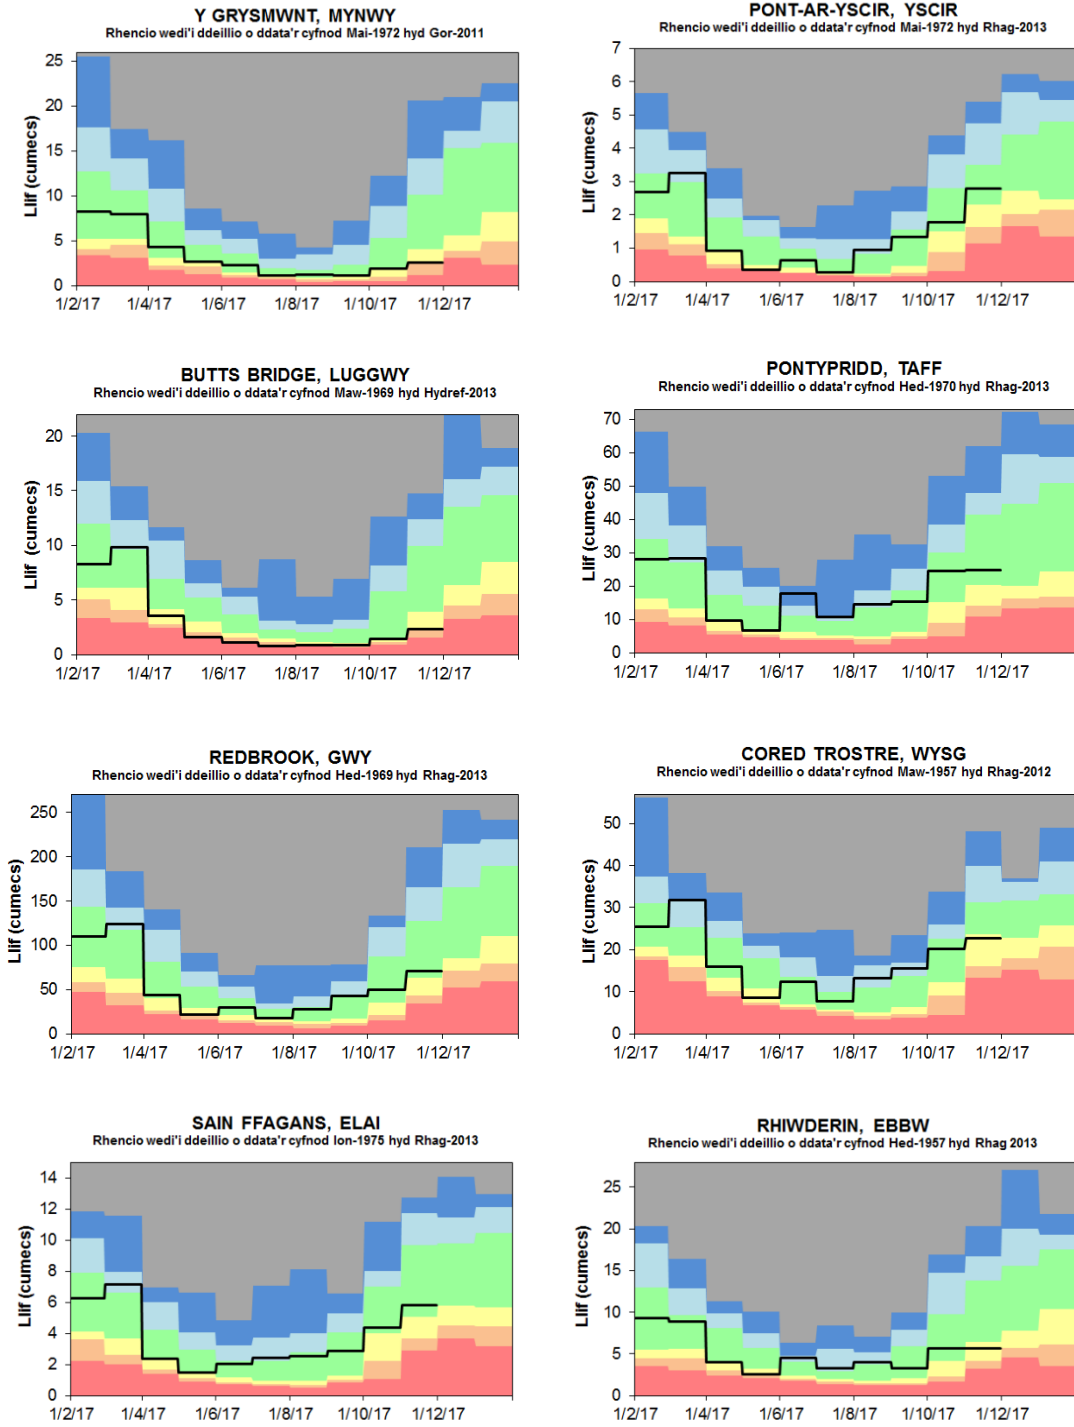 Y GRYSMWNT, MYNWY
Rhencio wedi'i ddeillio o ddata'r cyfnod Mai-1972 hyd Gor-2011
Llif (cumecs)
25
20
15
10
5
0
1/2/17 1/4/17 1/6/17 1/8/17 1/10/17 1/12/17
PONT-AR-YSCIR, YSCIR
Rhencio wedi'i ddeillio o ddata'r cyfnod Mai-1972 hyd Rhag-2013
Llif (cumecs)
7
6
5
4
3
2
1
0
1/2/17 1/4/17 1/6/17 1/8/17 1/10/17 1/12/17
BUTTS BRIDGE, LUGGWY
Rhencio wedi'i ddeillio o ddata'r cyfnod Maw-1969 hyd Hydref-2013
Llif (cumecs)
20
15
10
5
0
1/2/17 1/4/17 1/6/17 1/8/17 1/10/17 1/12/17
PONTYPRIDD, TAFF
Rhencio wedi'i ddeillio o ddata'r cyfnod Hed-1970 hyd Rhag-2013
Llif (cumecs)
70
60
50
40
30
20
10
0
1/2/17 1/4/17 1/6/17 1/8/17 1/10/17 1/12/17
REDBROOK, GWY
Rhencio wedi'i ddeillio o ddata'r cyfnod Hed-1969 hyd Rhag-2013
Llif (cumecs)
250
200
150
100
50
0
1/2/17 1/4/17 1/6/17 1/8/17 1/10/17 1/12/17
CORED TROSTRE, WYSG
Rhencio wedi'i ddeillio o ddata'r cyfnod Maw-1957 hyd Rhag-2012
Llif (cumecs)
50
40
30
20
10
0
1/2/17 1/4/17 1/6/17 1/8/17 1/10/17 1/12/17
SAIN FFAGANS, ELAI
Rhencio wedi'i ddeillio o ddata'r cyfnod Ion-1975 hyd Rhag-2013
Llif (cumecs)
14
12
10
8
6
4
2
0
1/2/17 1/4/17 1/6/17 1/8/17 1/10/17 1/12/17
RHIWDERIN, EBBW
Rhencio wedi'i ddeillio o ddata'r cyfnod Hed-1957 hyd Rhag 2013
Llif (cumecs)
25
20
15
10
5
0
1/2/17 1/4/17 1/6/17 1/8/17 1/10/17 1/12/17